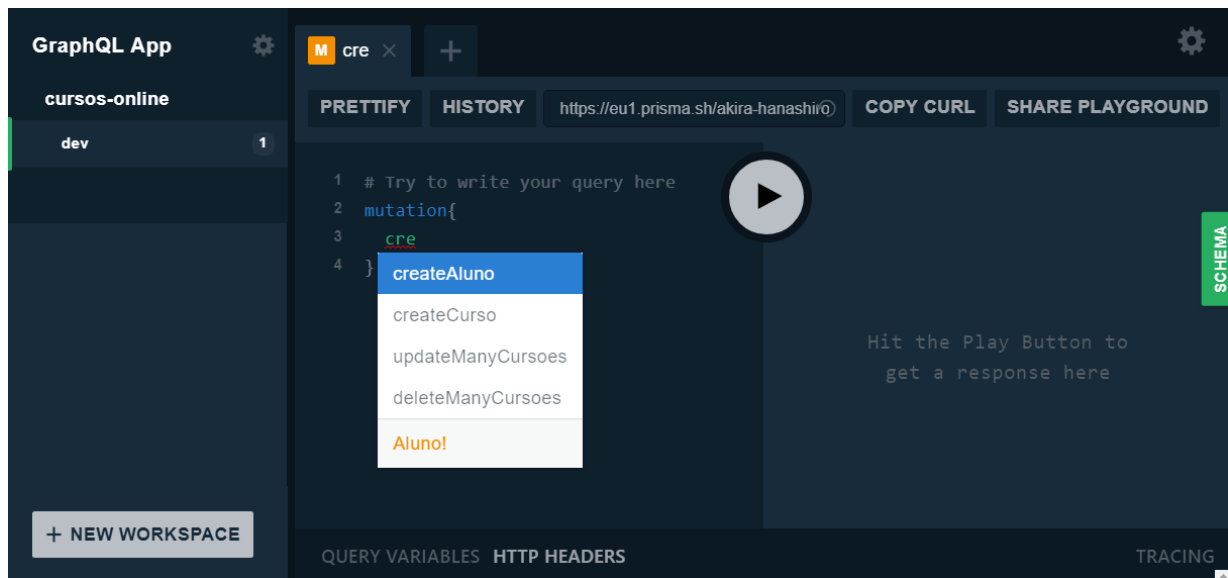 GraphQL App
cursos-online
dev 1
M cre
PRETTIFY HISTORY https://eu1.prisma.sh/akira-hanashiro COPY CURL SHARE PLAYGROUND
1 # Try to write your query here
2 mutation{
3 cre
4 }
createAluno
createCurso
updateManyCursoes
deleteManyCursoes
Aluno!
Hit the Play Button to
get a response here
SCHEMA
+ NEW WORKSPACE
QUERY VARIABLES HTTP HEADERS TRACING